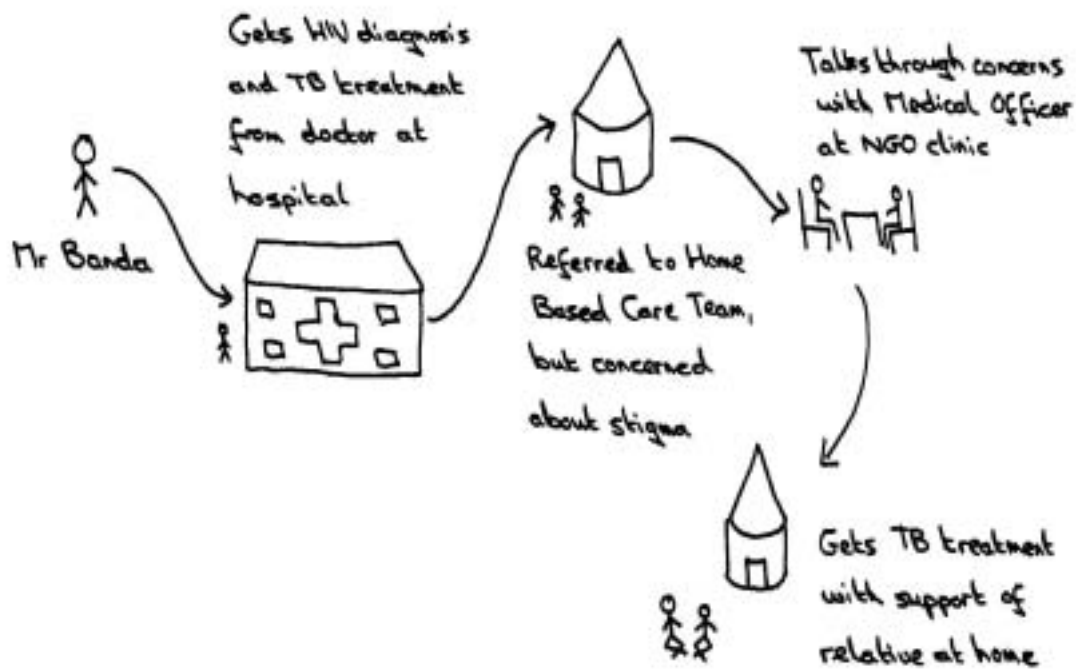 Mr Banda
Gets HIV diagnosis
and TB treatment
from doctor at
hospital
Referred to Home
Based Care Team,
but concerned
about stigma
Talks through concerns
with Medical Officer
at NGO clinic
Gets TB treatment
with support of
relative at home